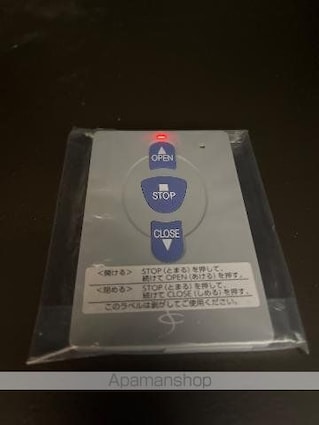 OPEN
STOP
CLOSE
<開ける> STOP(とまる)を押して、
続けて OPEN(あける)を押す。
<閉める> STOP(とまる)を押して、
続けて CLOSE(しめる)を押す。
このラベルは剥がしてご使用ください。
Apamanshop